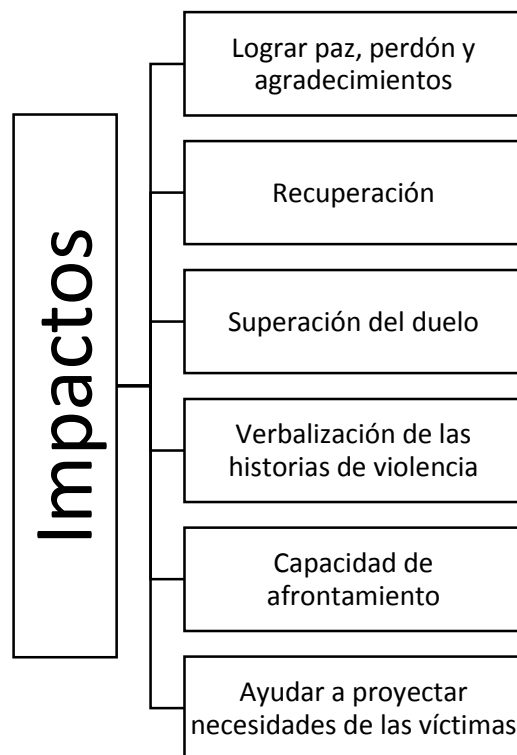 Impactos
Lograr paz, perdón y
agradecimientos
Recuperación
Superación del duelo
Verbalización de las
historias de violencia
Capacidad de
afrontamiento
Ayudar a proyectar
necesidades de las víctimas